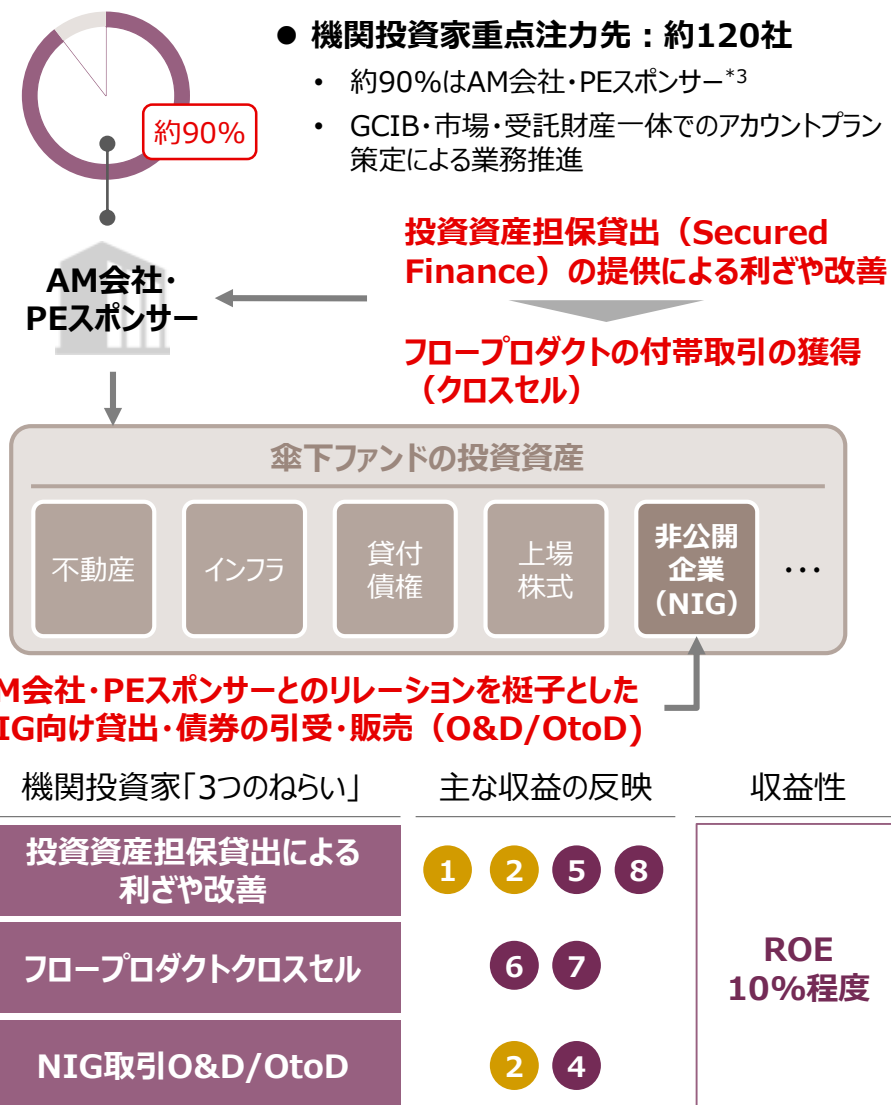 ● 機関投資家重点注力先：約120社
• 約90%はAM会社・PEスポンサー*3
• GCIB・市場・受託財産一体でのアカウントプラン
策定による業務推進
約90%
投資資産担保貸出（Secured
Finance）の提供による利ざや改善
AM会社・
PEスポンサー
フロープロダクトの付帯取引の獲得
（クロスセル）
傘下ファンドの投資資産
不動産
インフラ
貸付
債権
上場
株式
非公開
企業
（NIG）
…
M会社・PEスポンサーとのリレーションを梃子とした
IG向け貸出・債券の引受・販売（O&D/OtoD)
機関投資家「3つのねらい」 主な収益の反映 収益性
投資資産担保貸出による
利ざや改善
1 2 5 8
フロープロダクトクロスセル
6 7
ROE
10%程度
NIG取引O&D/OtoD
2 4